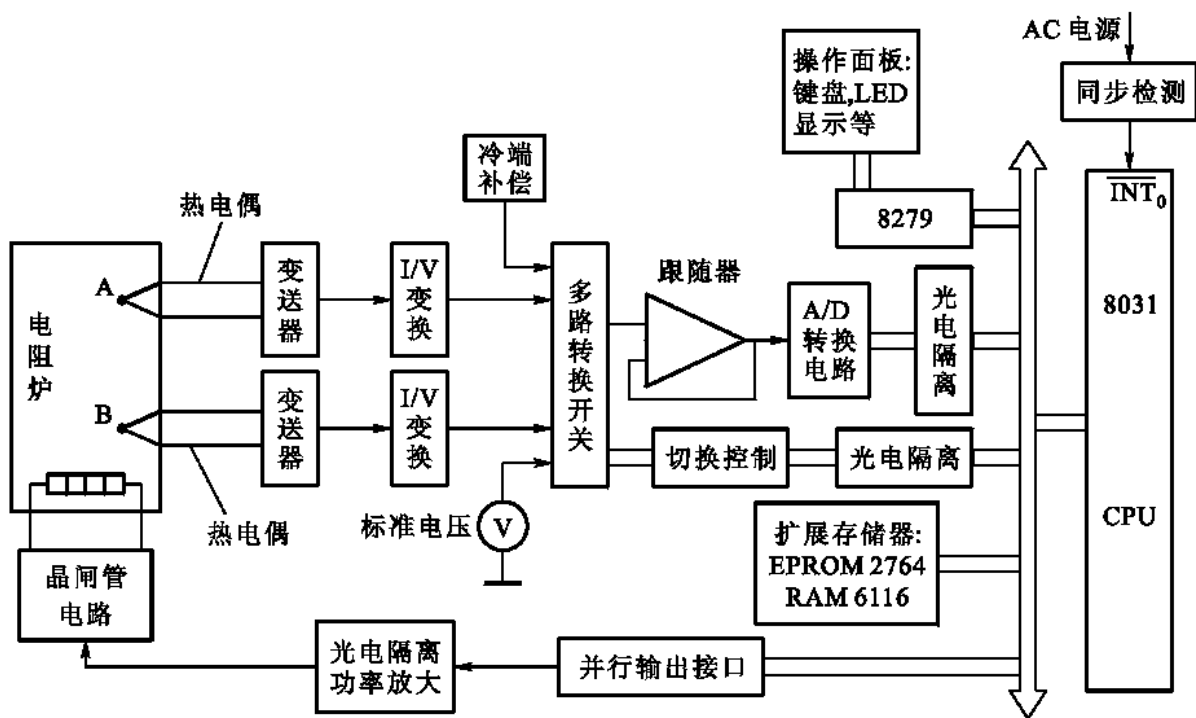 AC 电源
同步检测
操作面板:
键盘,LED
显示等
冷端
补偿
INT₀
8279
热电偶
A
电阻炉
变送器
I/V
变换
多路转换开关
跟随器
A/D
转换
电路
光电隔离
8031
B
变送器
I/V
变换
切换控制
光电隔离
热电偶
标准电压
V
扩展存储器:
EPROM 2764
RAM 6116
CPU
晶闸管
电路
光电隔离
功率放大
并行输出接口